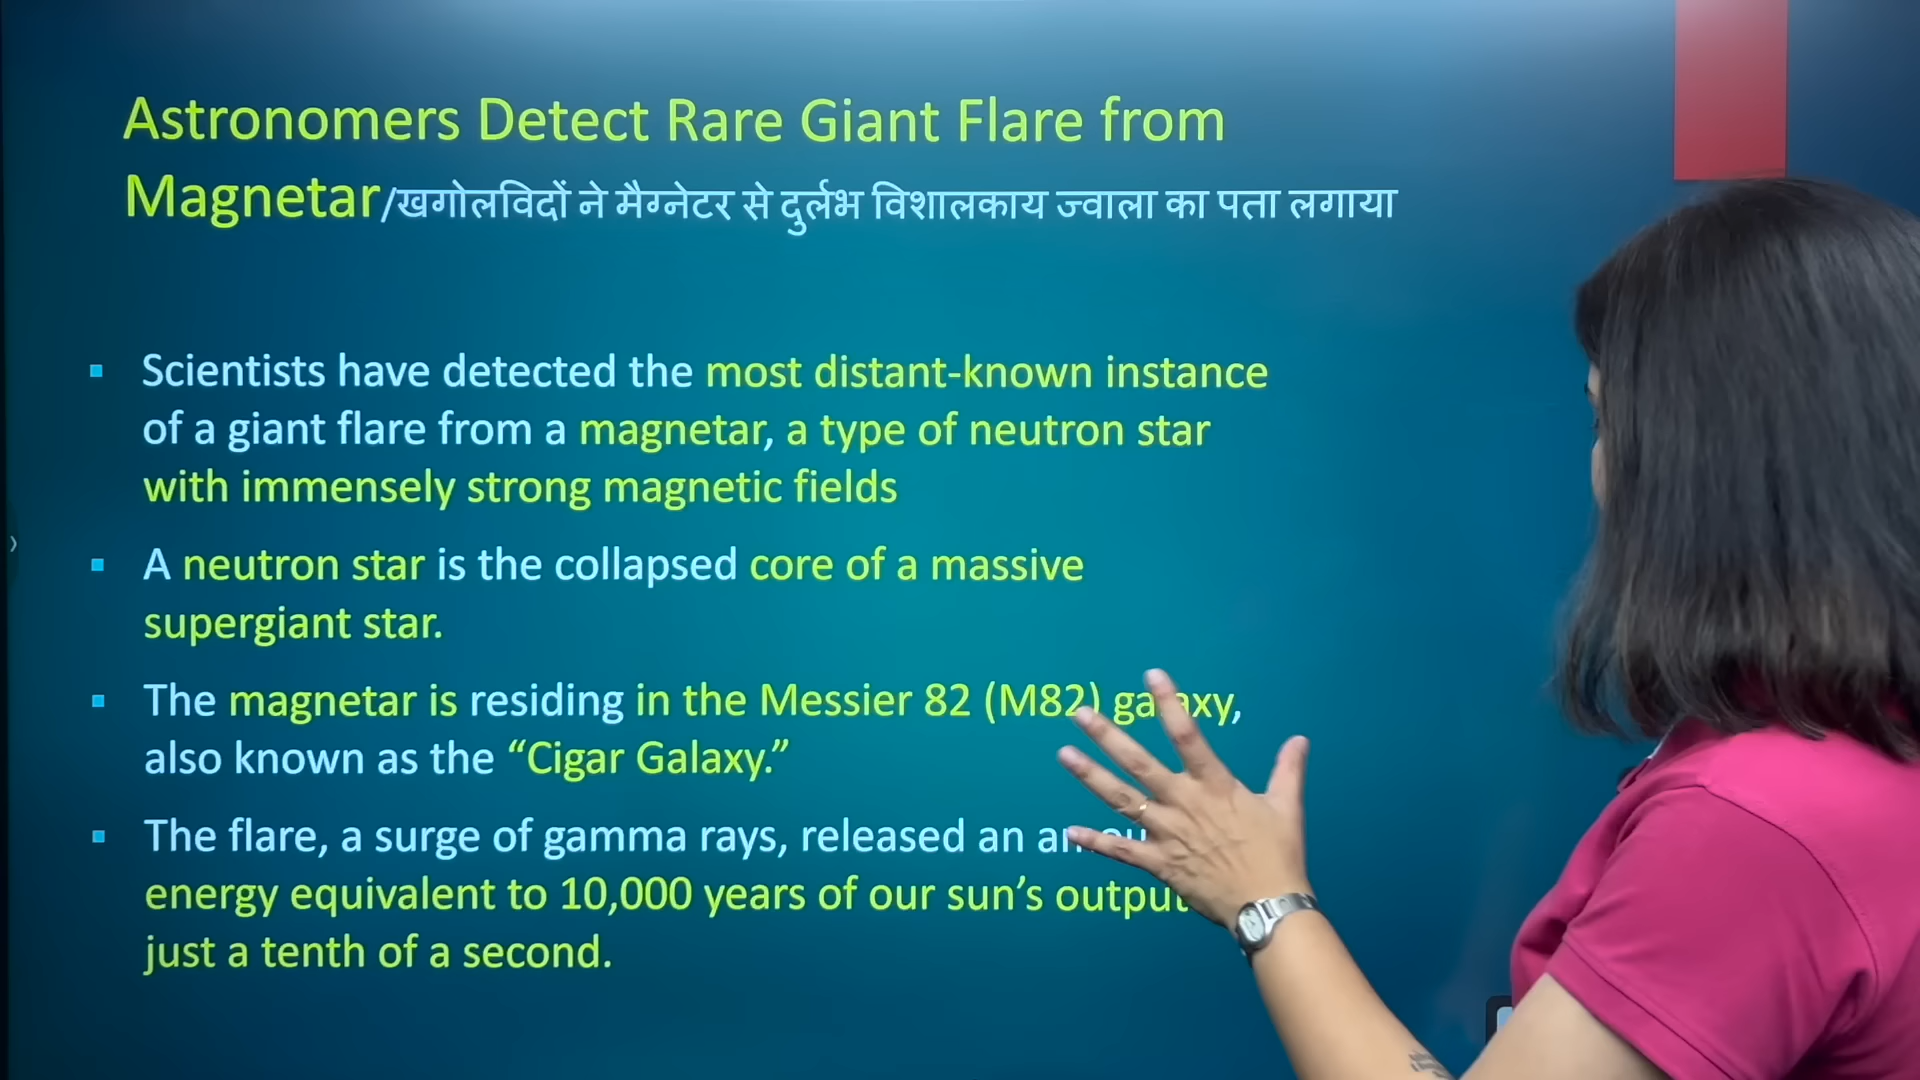 Astronomers Detect Rare Giant Flare from
Magnetar/खगोलविदों ने मैग्नेटर से दुर्लभ विशालकाय ज्वाला का पता लगाया
Scientists have detected the most distant-known instance
of a giant flare from a magnetar, a type of neutron star
with immensely strong magnetic fields
A neutron star is the collapsed core of a massive
supergiant star.
The magnetar is residing in the Messier 82 (M82) galaxy,
also known as the “Cigar Galaxy.”
The flare, a surge of gamma rays, released an
energy equivalent to 10,000 years of our sun’s output
just a tenth of a second.